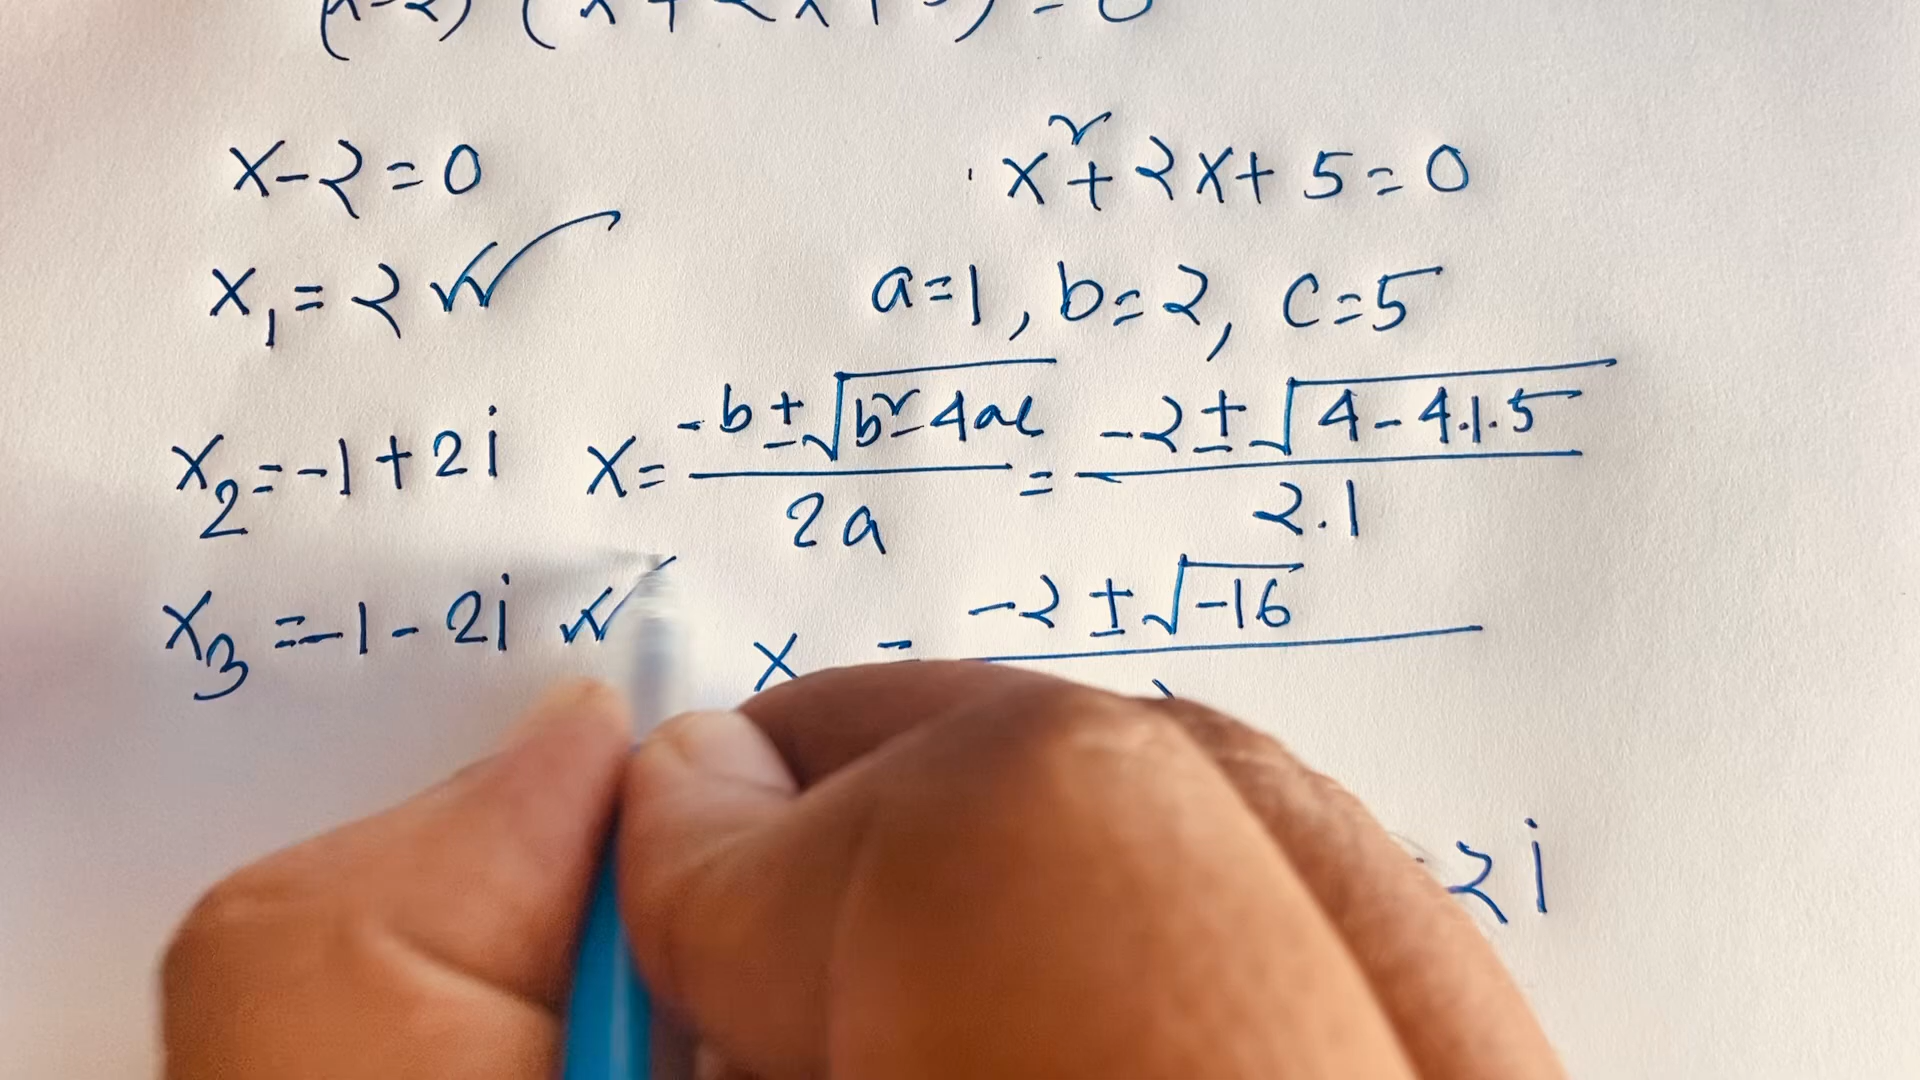 x-2=0
x² + 2x + 5 = 0
x₁ = 2
a=1, b=2, c=5
x₂ = -1 + 2i
x = (-b ± √(b² - 4ac)) / 2a = (-2 ± √(4 - 4.1.5)) / 2.1
x₃ = -1 - 2i
x = -2 ± √-16
2i